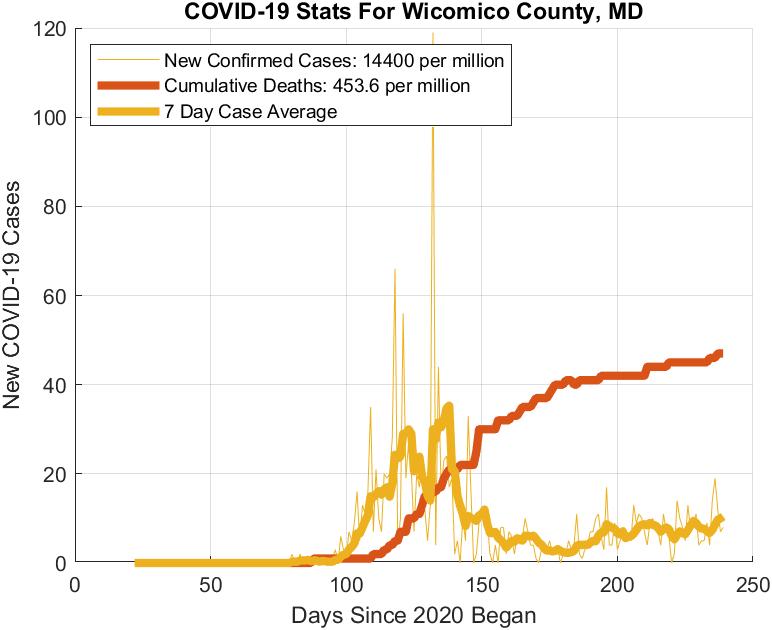 COVID-19 Stats For Wicomico County, MD
120
New Confirmed Cases: 14400 per million
Cumulative Deaths: 453.6 per million
7 Day Case Average
100
80
60
40
20
0
New COVID-19 Cases
0 50 100 150 200 250
Days Since 2020 Began